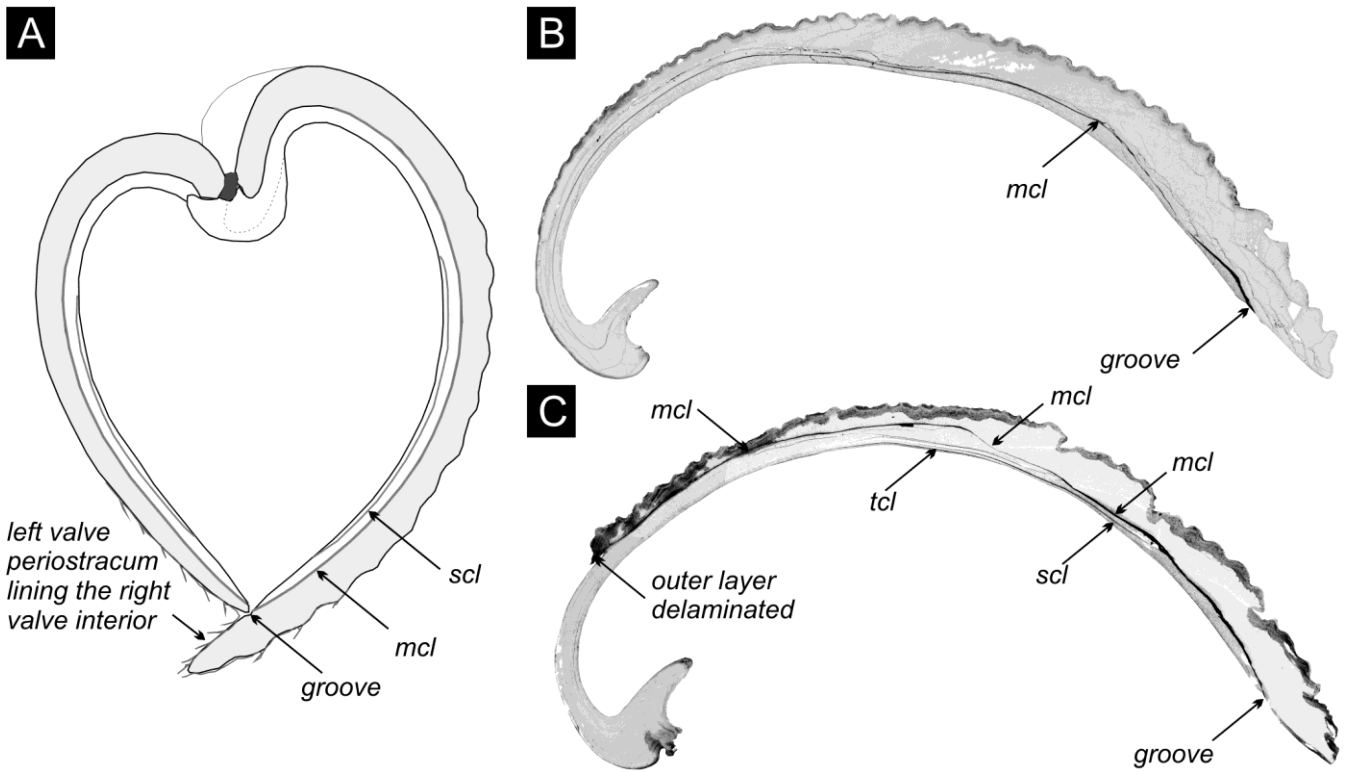 A
left valve
periostracum
lining the right
valve interior
scl
mcl
groove
B
mcl
groove
C
mcl
mcl
mcl
tcl
scl
outer layer
delaminated
groove